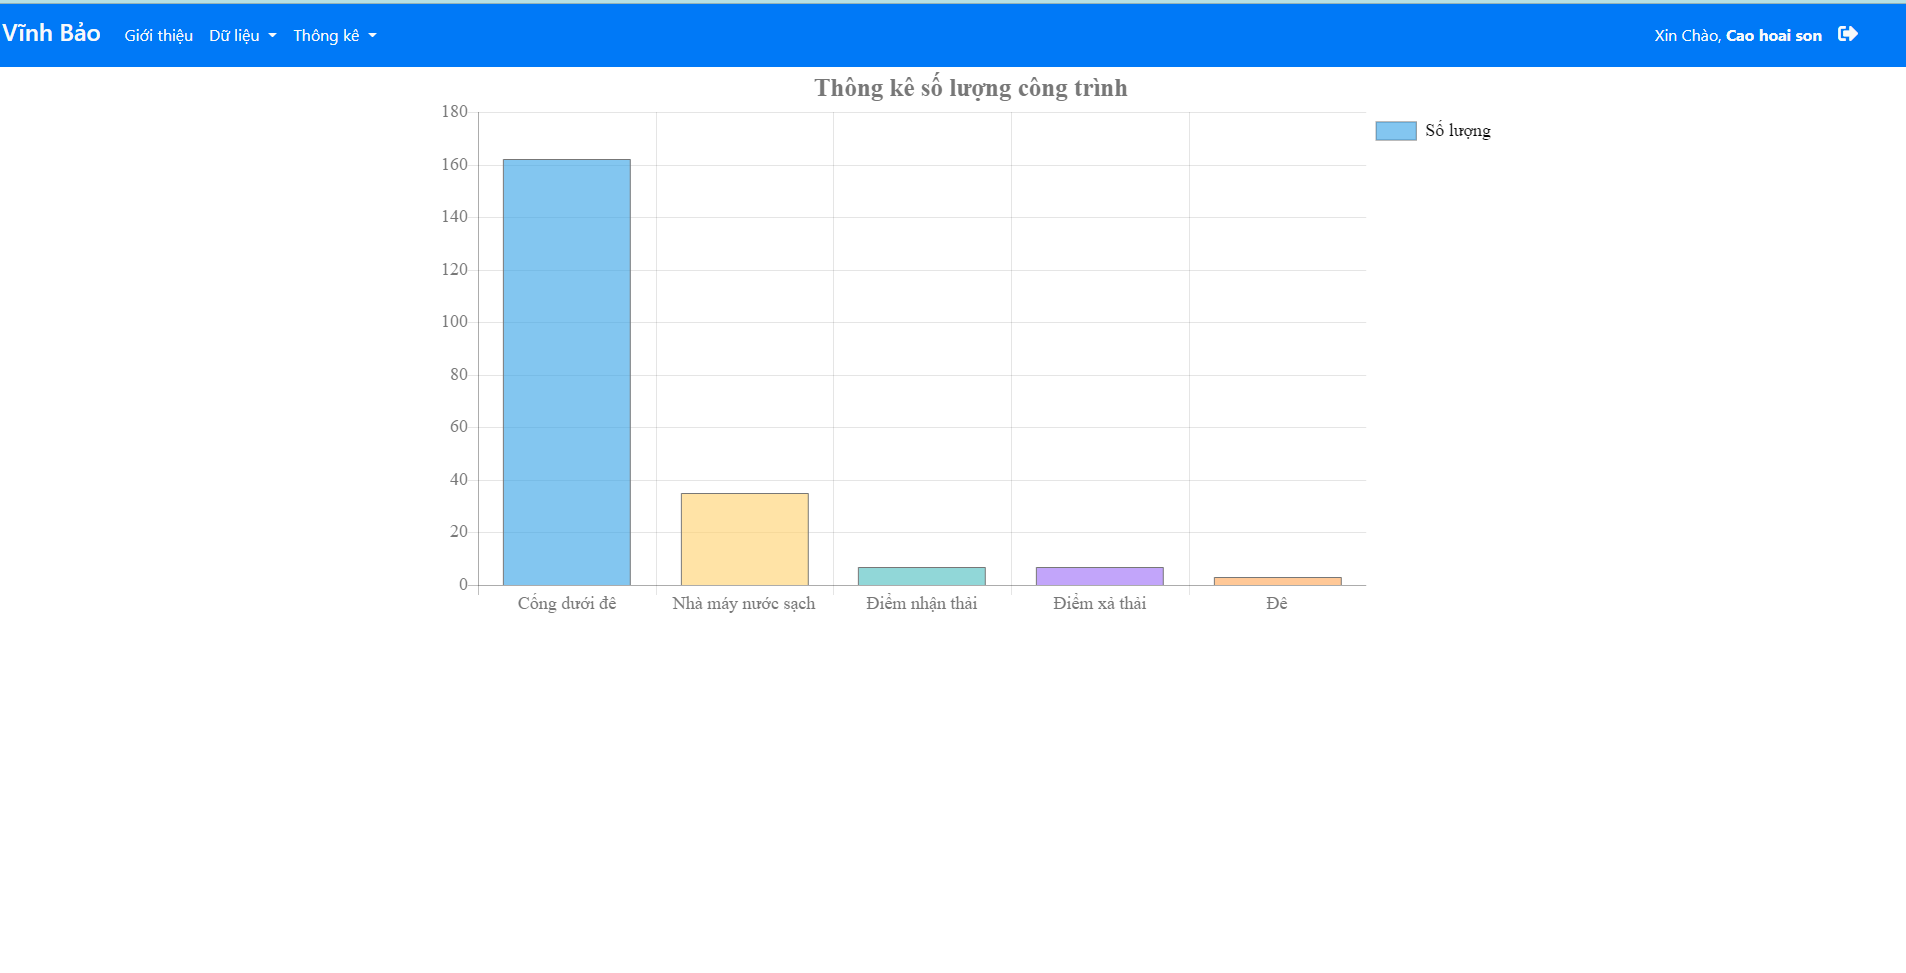 Vĩnh Bảo Giới thiệu Dữ liệu Thông kê Xin Chào, Cao hoai son
Thông kê số lượng công trình
Số lượng
180
160
140
120
100
80
60
40
20
0
Cống dưới đê Nhà máy nước sạch Điểm nhận thải Điểm xả thải Đê